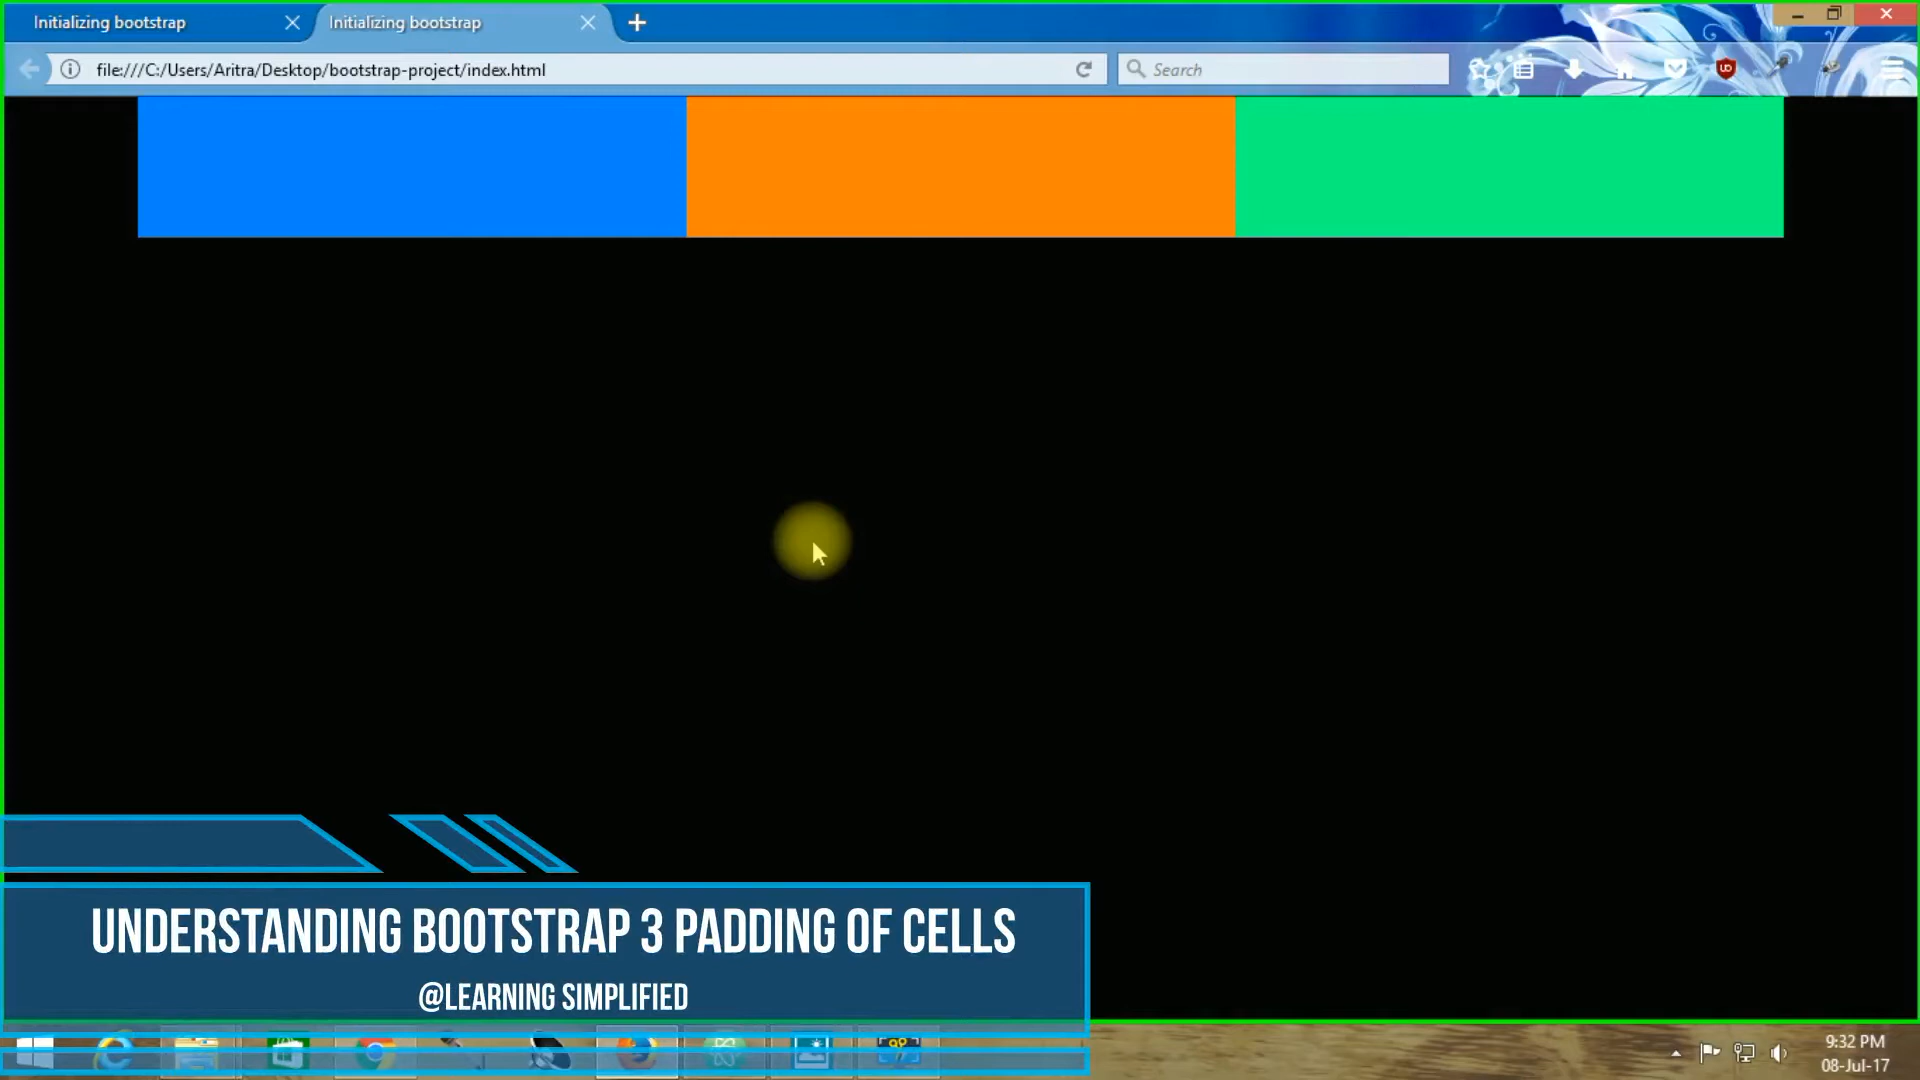 Initializing bootstrap
Initializing bootstrap
file:///C:/Users/Aritra/Desktop/bootstrap-project/index.html
Search
UNDERSTANDING BOOTSTRAP 3 PADDING OF CELLS
@LEARNING SIMPLIFIED
9:32 PM
08-Jul-17